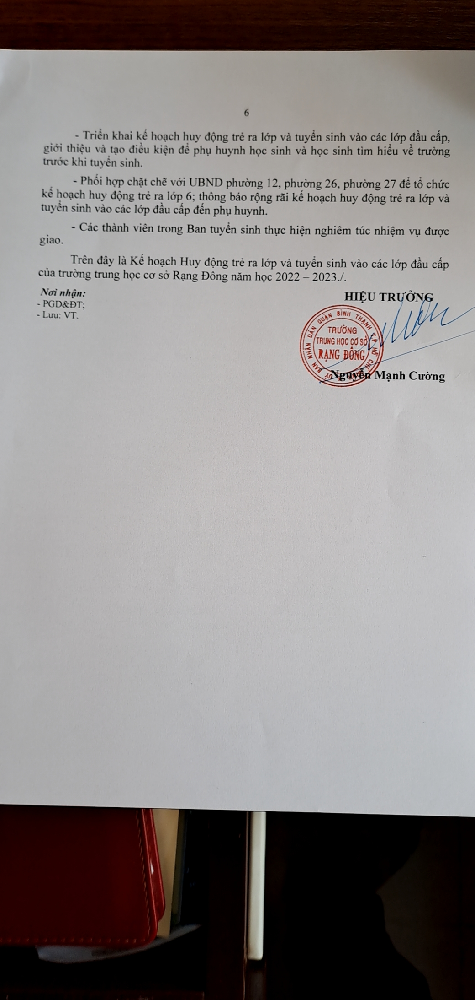 6
- Triển khai kế hoạch huy động trẻ ra lớp và tuyển sinh vào các lớp đầu cấp,
giới thiệu và tạo điều kiện để phụ huynh học sinh và học sinh tìm hiểu về trường
trước khi tuyển sinh.
- Phối hợp chặt chẽ với UBND phường 12, phường 26, phường 27 để tổ chức
kế hoạch huy động trẻ ra lớp 6; thông báo rộng rãi kế hoạch huy động trẻ ra lớp và
tuyển sinh vào các lớp đầu cấp đến phụ huynh.
- Các thành viên trong Ban tuyển sinh thực hiện nghiêm túc nhiệm vụ được
giao.
Trên đây là Kế hoạch Huy động trẻ ra lớp và tuyển sinh vào các lớp đầu cấp
của trường trung học cơ sở Rạng Đông năm học 2022 – 2023./.
Nơi nhận:
- PGD&ĐT;
- Lưu: VT.
HIỆU TRƯỞNG
ỦY BAN NHÂN DÂN QUẬN BÌNH THẠNH T.P HỒ CHÍ
TRƯỜNG
TRUNG HỌC CƠ SỞ
RẠNG ĐÔNG
Nguyễn Mạnh Cường